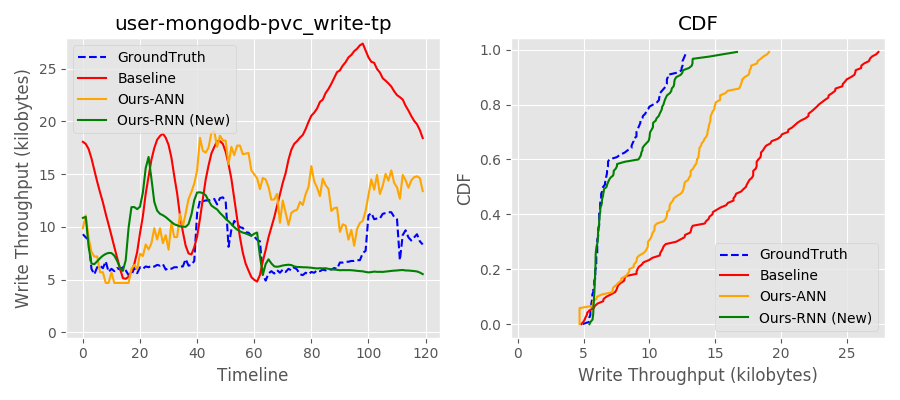 user-mongodb-pvc_write-tp
Write Throughput (kilobytes)
25
20
15
10
5
0
0
20
40
60
80
100
120
Timeline
GroundTruth
Baseline
Ours-ANN
Ours-RNN (New)
CDF
CDF
1.0
0.8
0.6
0.4
0.2
0.0
0
5
10
15
20
25
Write Throughput (kilobytes)
GroundTruth
Baseline
Ours-ANN
Ours-RNN (New)